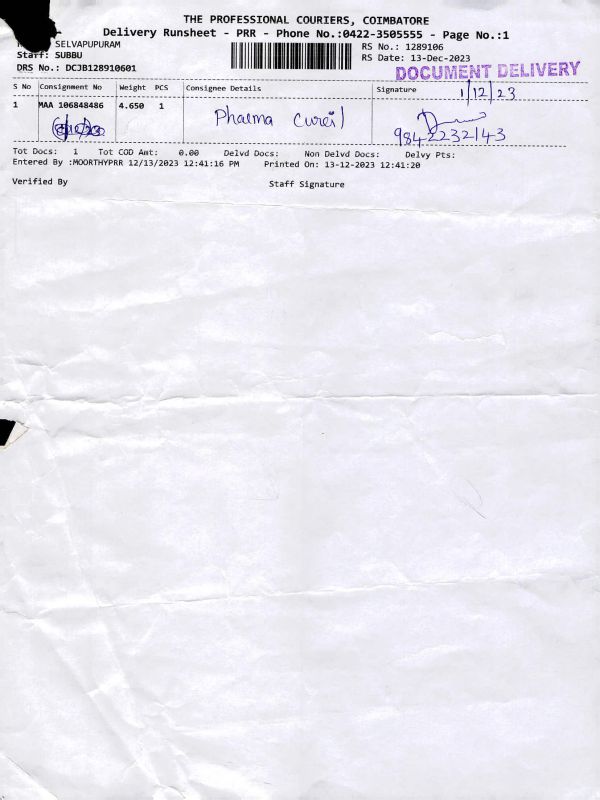 THE PROFESSIONAL COURIERS, COIMBATORE
Delivery Runsheet - PRR - Phone No.:0422-3505555 - Page No.:1
SELVAPUPURAM
RS No.: 1289106
Staff: SUBBU
RS Date: 13-Dec-2023
DRS No.: DCJB128910601
DOCUMENT DELIVERY
S No Consignment No Weight PCS Consignee Details Signature 1/12/23
1 MAA 106848486 4.650 1 Pharma Cureil
9842232143
Tot Docs: 1 Tot COD Amt: 0.00 Delvd Docs: Non Delvd Docs: Delvy Pts:
Entered By :MOORTHYPRR 12/13/2023 12:41:16 PM Printed On: 13-12-2023 12:41:20
Verified By Staff Signature